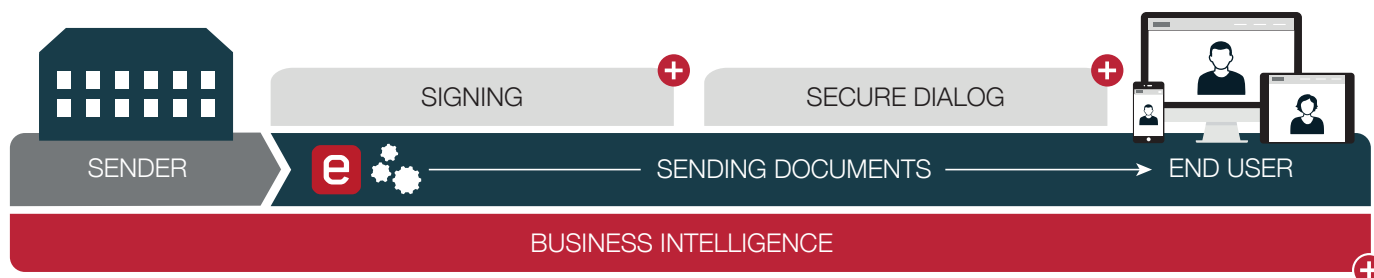 SIGNING
SECURE DIALOG
SENDER
e
SENDING DOCUMENTS
END USER
BUSINESS INTELLIGENCE